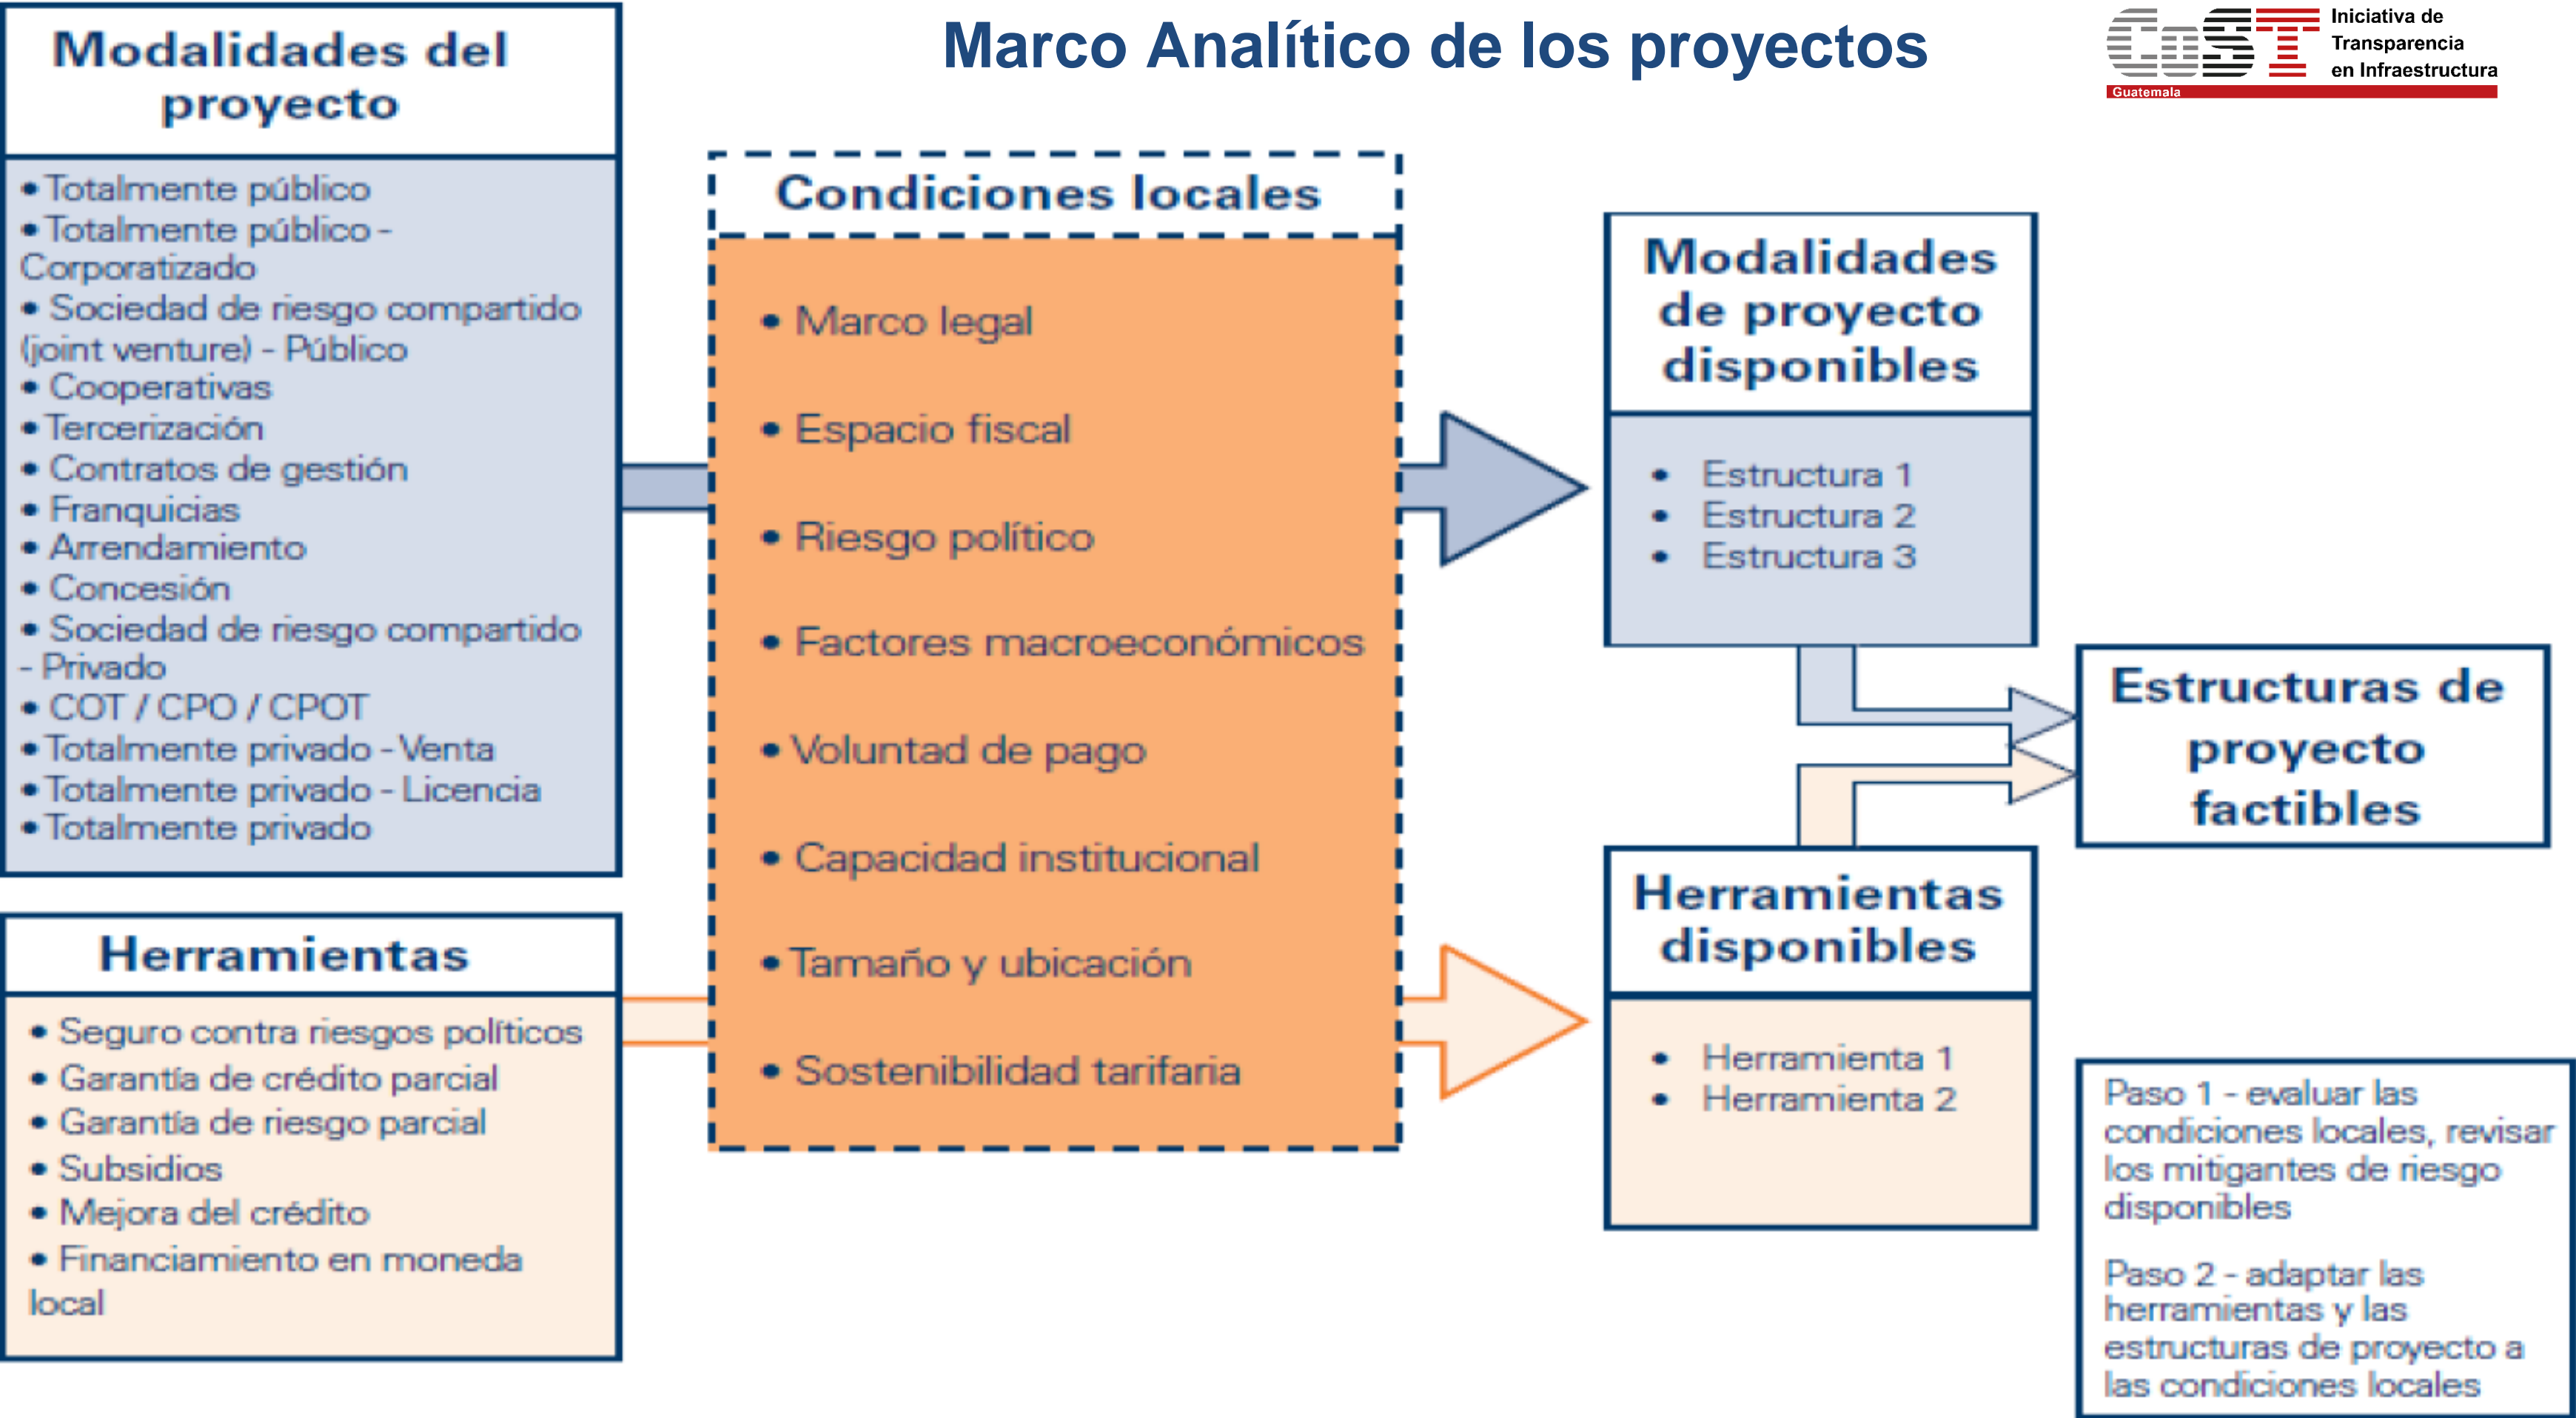 Marco Analítico de los proyectos
CoST
Iniciativa de
Transparencia
en Infraestructura
Guatemala
Modalidades del
proyecto
• Totalmente público
• Totalmente público -
Corporatizado
• Sociedad de riesgo compartido
(joint venture) - Público
• Cooperativas
• Tercerización
• Contratos de gestión
• Franquicias
• Arrendamiento
• Concesión
• Sociedad de riesgo compartido
- Privado
• COT / CPO / CPOT
• Totalmente privado - Venta
• Totalmente privado - Licencia
• Totalmente privado
Herramientas
• Seguro contra riesgos políticos
• Garantía de crédito parcial
• Garantía de riesgo parcial
• Subsidios
• Mejora del crédito
• Financiamiento en moneda
local
Condiciones locales
• Marco legal
• Espacio fiscal
• Riesgo político
• Factores macroeconómicos
• Voluntad de pago
• Capacidad institucional
• Tamaño y ubicación
• Sostenibilidad tarifaria
Modalidades
de proyecto
disponibles
• Estructura 1
• Estructura 2
• Estructura 3
Herramientas
disponibles
• Herramienta 1
• Herramienta 2
Estructuras de
proyecto
factibles
Paso 1 - evaluar las
condiciones locales, revisar
los mitigantes de riesgo
disponibles
Paso 2 - adaptar las
herramientas y las
estructuras de proyecto a
las condiciones locales